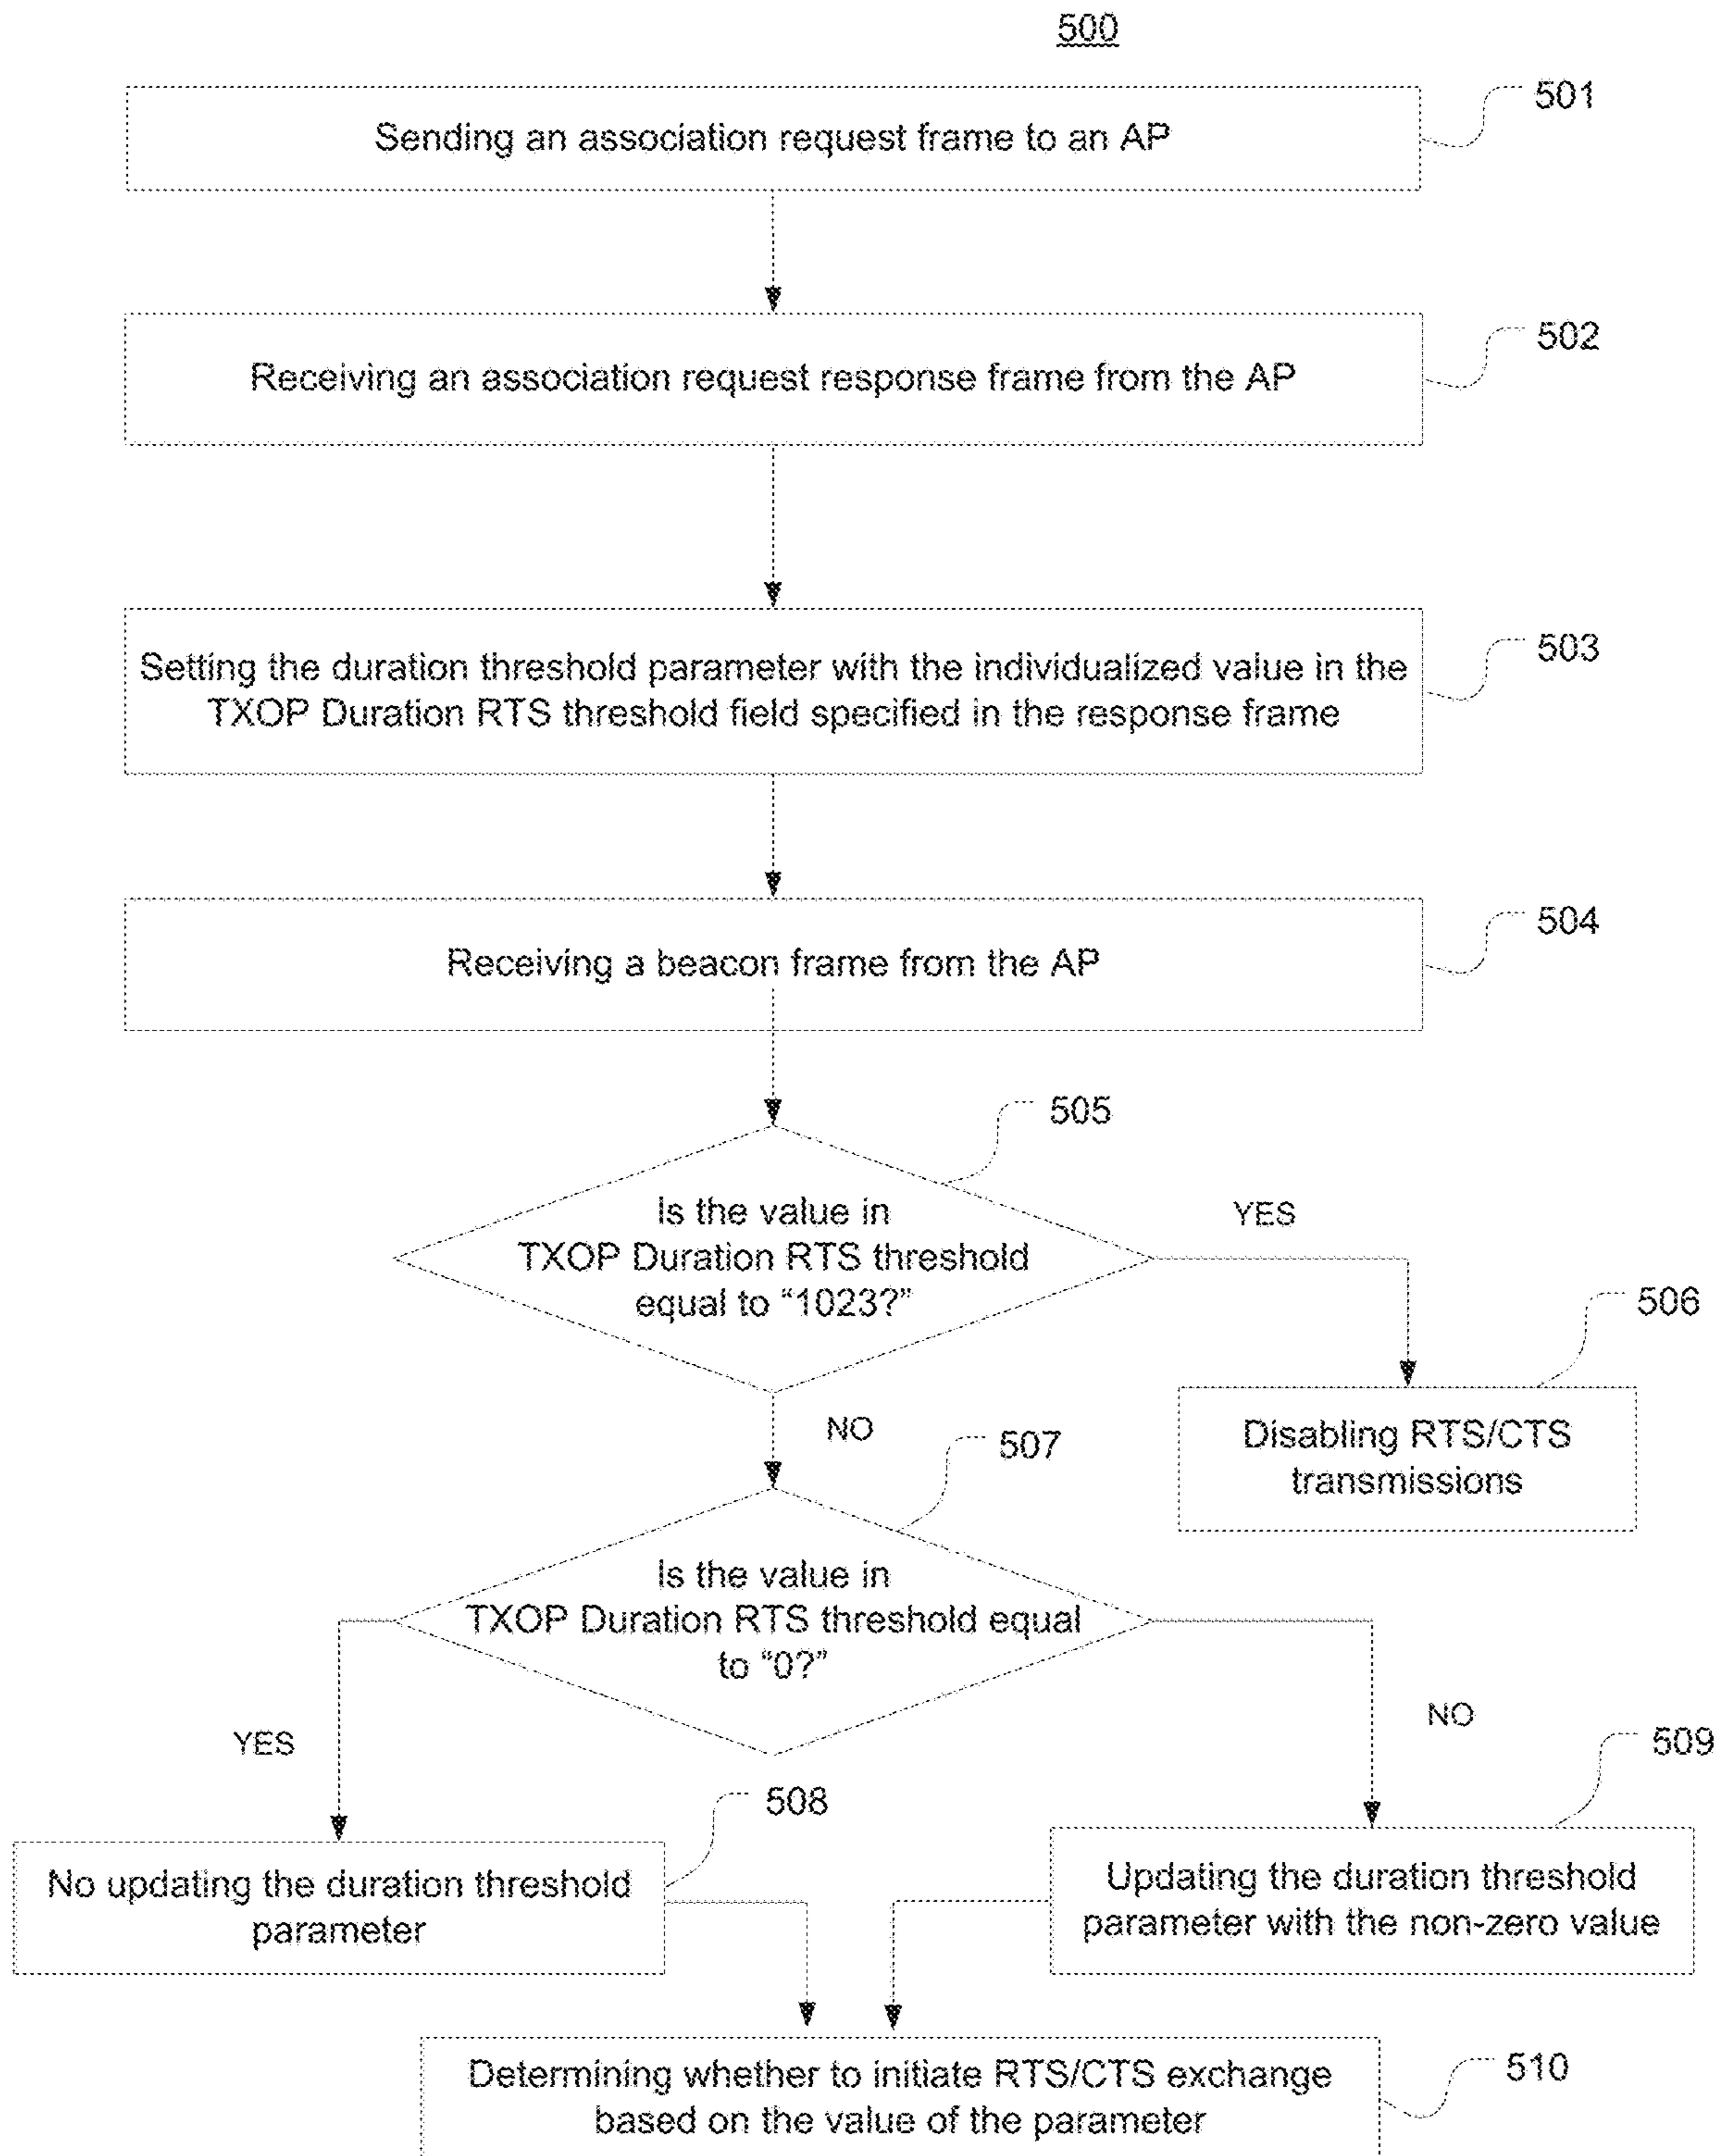 500
501
Sending an association request frame to an AP
502
Receiving an association request response frame from the AP
503
Setting the duration threshold parameter with the individualized value in the
TXOP Duration RTS threshold field specified in the response frame
504
Receiving a beacon frame from the AP
505
Is the value in
TXOP Duration RTS threshold
equal to “1023?”
YES
506
Disabling RTS/CTS
transmissions
NO
507
Is the value in
TXOP Duration RTS threshold equal
to “0?”
YES
NO
508
509
No updating the duration threshold
parameter
Updating the duration threshold
parameter with the non-zero value
Determining whether to initiate RTS/CTS exchange
based on the value of the parameter
510